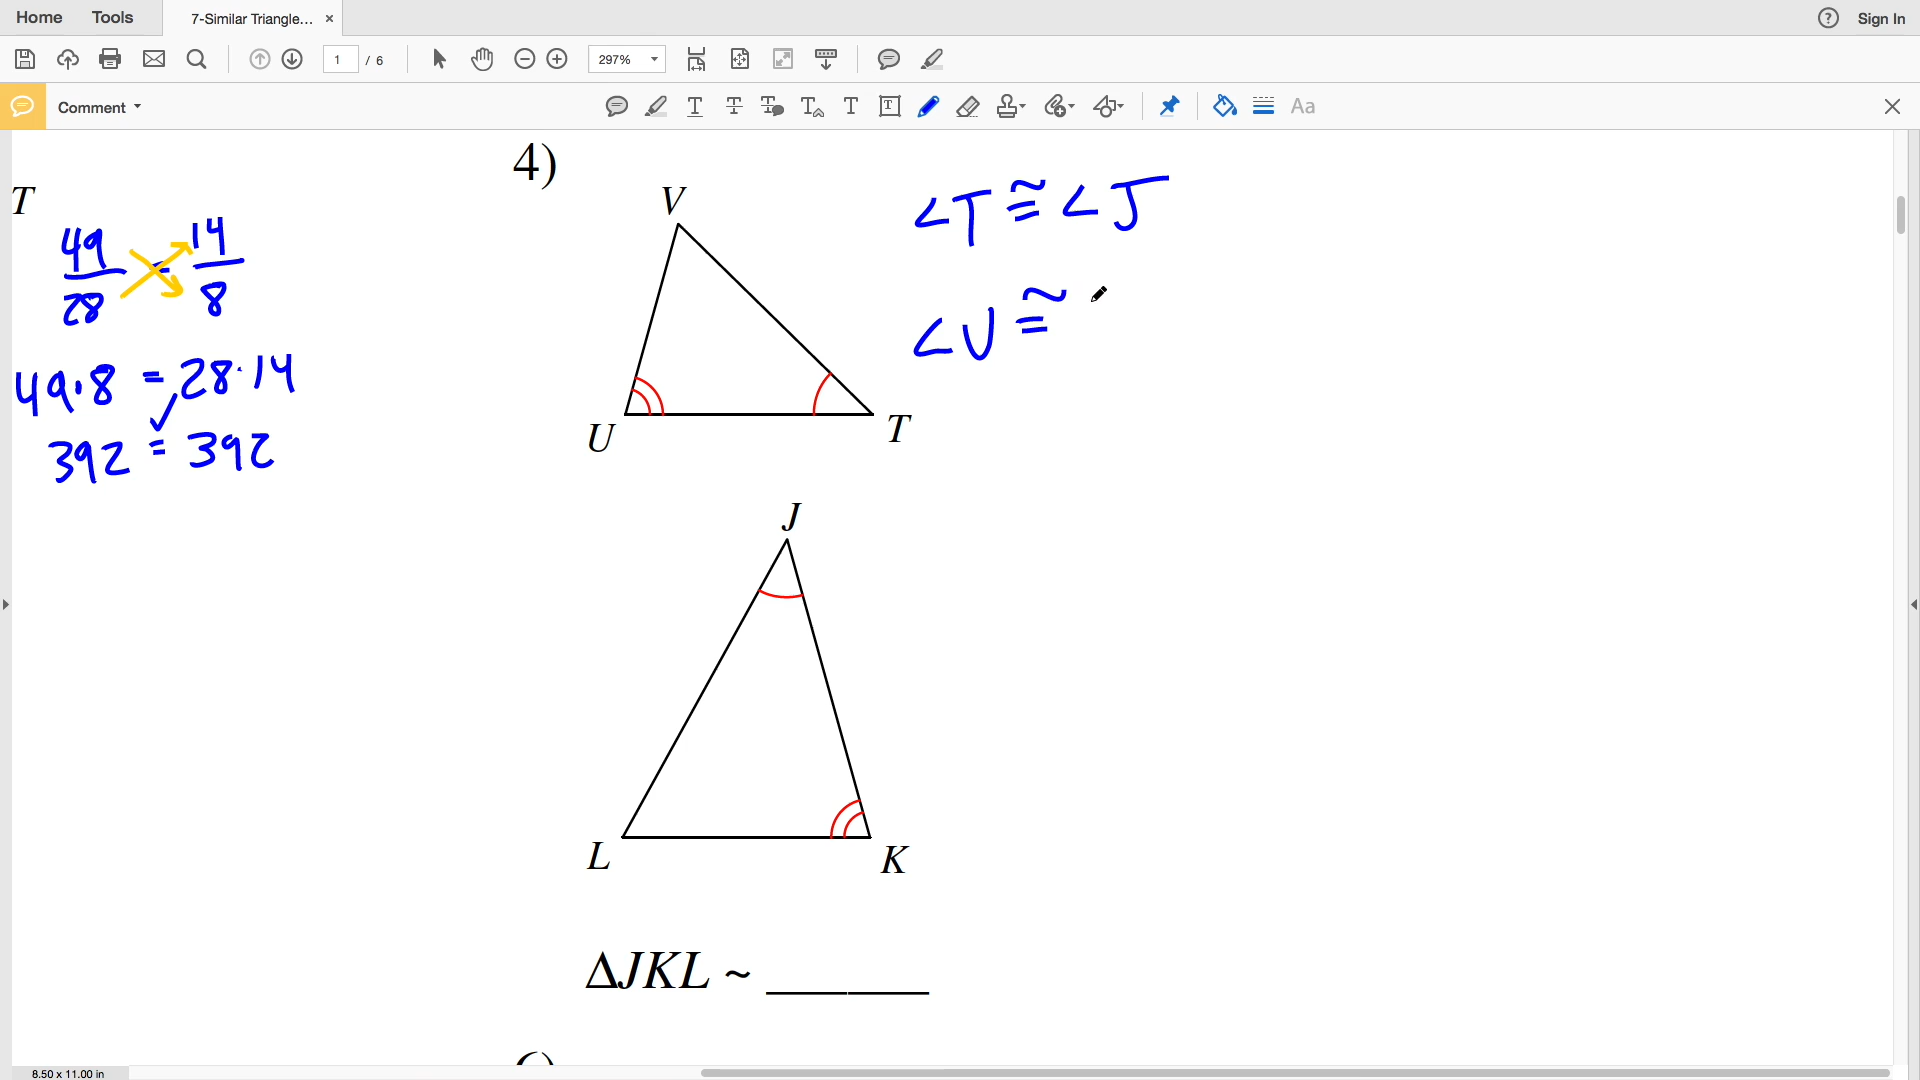 Home Tools 7-Similar Triangle... × ? Sign In
1 / 6 297%
Comment T T T T T T Aa
4)
T
V
∠T ≅ ∠J
49/28 = 14/8
∠U ≅
49·8 = 28·14
U T
392 = 392
J
L K
ΔJKL ~ ______
8.50 x 11.00 in